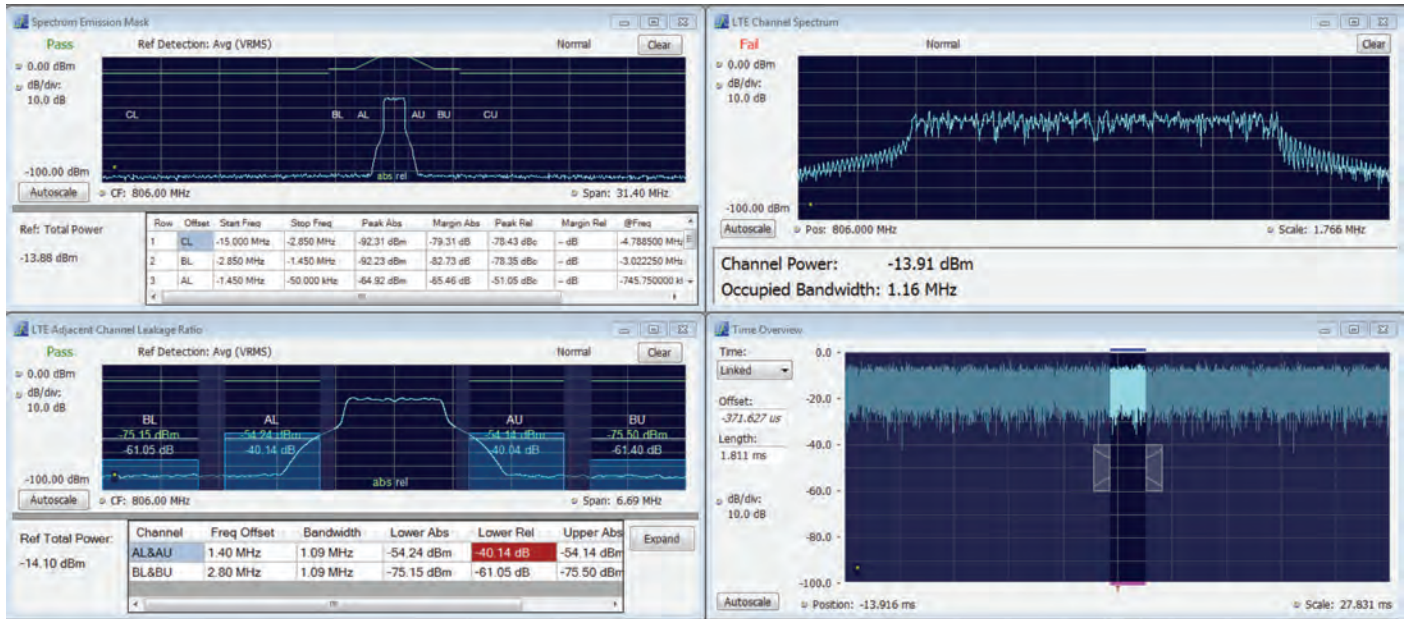 Spectrum Emission Mask
Pass Ref Detection: Avg (VRMS) Normal Clear
0.00 dBm
dB/div:
10.0 dB
CL BL AL AU BU CU
-100.00 dBm
abs rel
Autoscale CF: 806.00 MHz Span: 31.40 MHz
Ref: Total Power
-13.88 dBm
Row Offset Start Freq Stop Freq Peak Abs Margin Abs Peak Rel Margin Rel @Freq
1 CL -15.000 MHz -2.850 MHz -92.31 dBm -79.31 dB -78.43 dBc -- dB -4.788500 MHz
2 BL -2.850 MHz -1.450 MHz -92.23 dBm -82.73 dB -78.35 dBc -- dB -3.022250 MHz
3 AL -1.450 MHz -50.000 kHz -64.92 dBm -65.46 dB -51.05 dBc -- dB -745.750000 k
LTE Channel Spectrum
Fail Normal Clear
0.00 dBm
dB/div:
10.0 dB
-100.00 dBm
Autoscale Pos: 806.000 MHz Scale: 1.766 MHz
Channel Power: -13.91 dBm
Occupied Bandwidth: 1.16 MHz
LTE Adjacent Channel Leakage Ratio
Pass Ref Detection: Avg (VRMS) Normal Clear
0.00 dBm
dB/div:
10.0 dB
BL AL AU BU
-75.15 dBm -54.24 dBm -54.14 dBm -75.50 dBm
-61.05 dB -40.14 dB -40.04 dB -61.40 dB
-100.00 dBm
abs rel
Autoscale CF: 806.00 MHz Span: 6.69 MHz
Ref Total Power:
-14.10 dBm
Channel Freq Offset Bandwidth Lower Abs Lower Rel Upper Abs
AL&AU 1.40 MHz 1.09 MHz -54.24 dBm -40.14 dB -54.14 dBm
BL&BU 2.80 MHz 1.09 MHz -75.15 dBm -61.05 dB -75.50 dBm
Expand
Time Overview
Time:
Linked
Offset:
-371.627 us
Length:
1.811 ms
dB/div:
10.0 dB
0.0
-20.0
-40.0
-60.0
-80.0
-100.0
Autoscale Position: -13.916 ms Scale: 27.831 ms